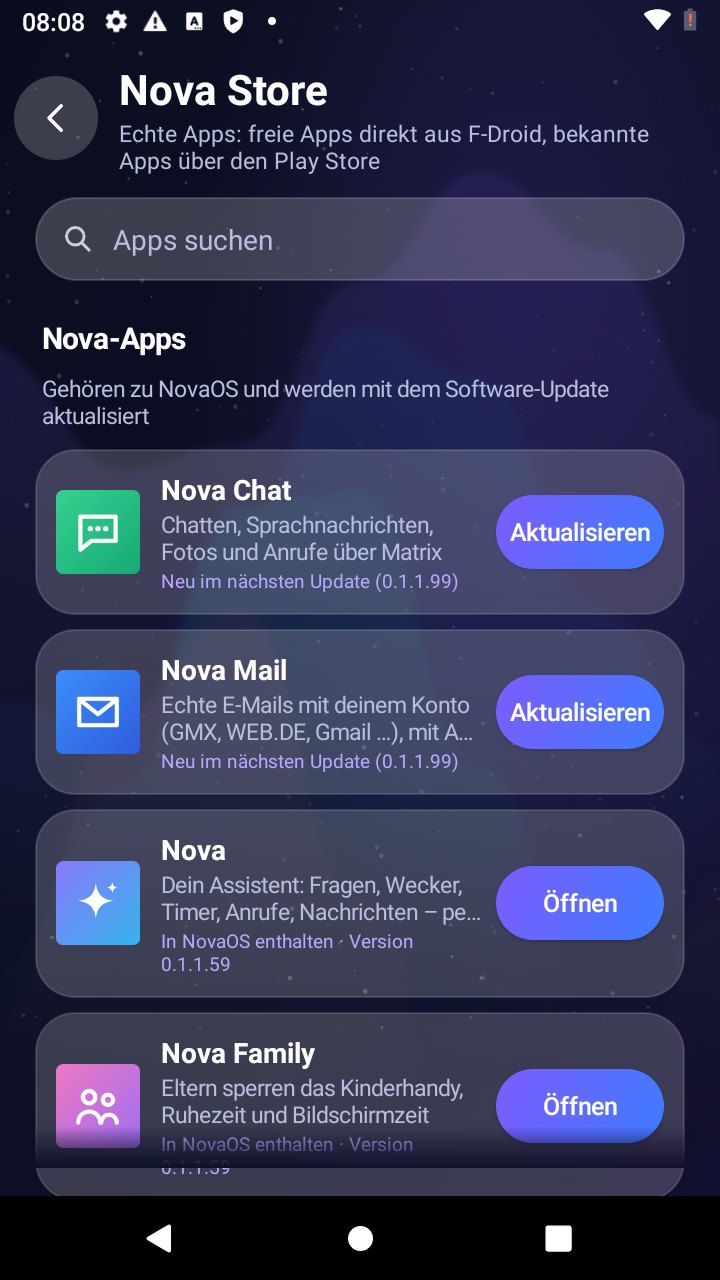 08:08
Nova Store
Echte Apps: freie Apps direkt aus F-Droid, bekannte
Apps über den Play Store
Apps suchen
Nova-Apps
Gehören zu NovaOS und werden mit dem Software-Update
aktualisiert
Nova Chat
Chatten, Sprachnachrichten,
Fotos und Anrufe über Matrix
Neu im nächsten Update (0.1.1.99)
Aktualisieren
Nova Mail
Echte E-Mails mit deinem Konto
(GMX, WEB.DE, Gmail …), mit A…
Neu im nächsten Update (0.1.1.99)
Aktualisieren
Nova
Dein Assistent: Fragen, Wecker,
Timer, Anrufe, Nachrichten – pe…
In NovaOS enthalten · Version
0.1.1.59
Öffnen
Nova Family
Eltern sperren das Kinderhandy,
Ruhezeit und Bildschirmzeit
In NovaOS enthalten · Version
0.1.1.59
Öffnen